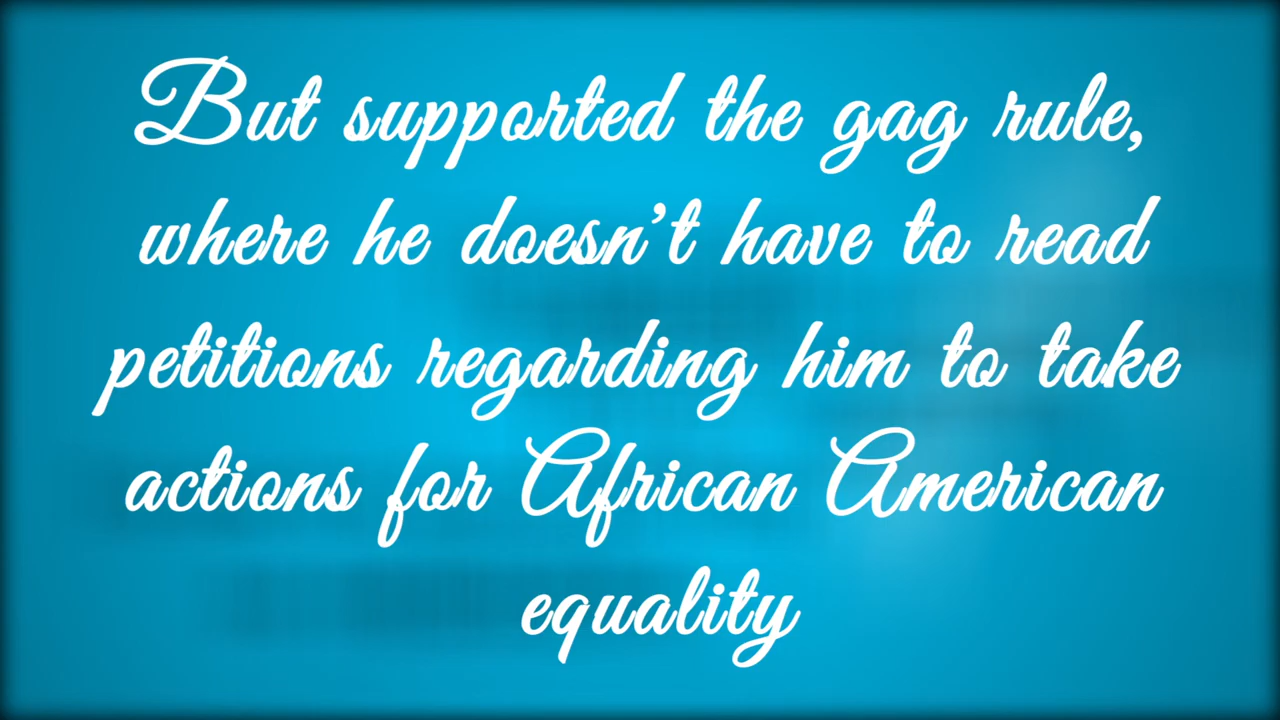 But supported the gag rule,
where he doesn't have to read
petitions regarding him to take
actions for African American
equality